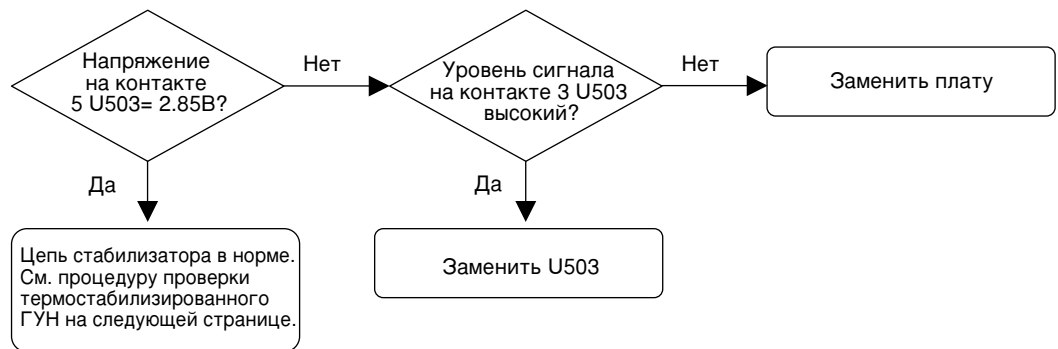 Напряжение
на контакте
5 U503= 2.85В?
Нет
Уровень сигнала
на контакте 3 U503
высокий?
Нет
Заменить плату
Да
Да
Цепь стабилизатора в норме.
См. процедуру проверки
термостабилизированного
ГУН на следующей странице.
Заменить U503